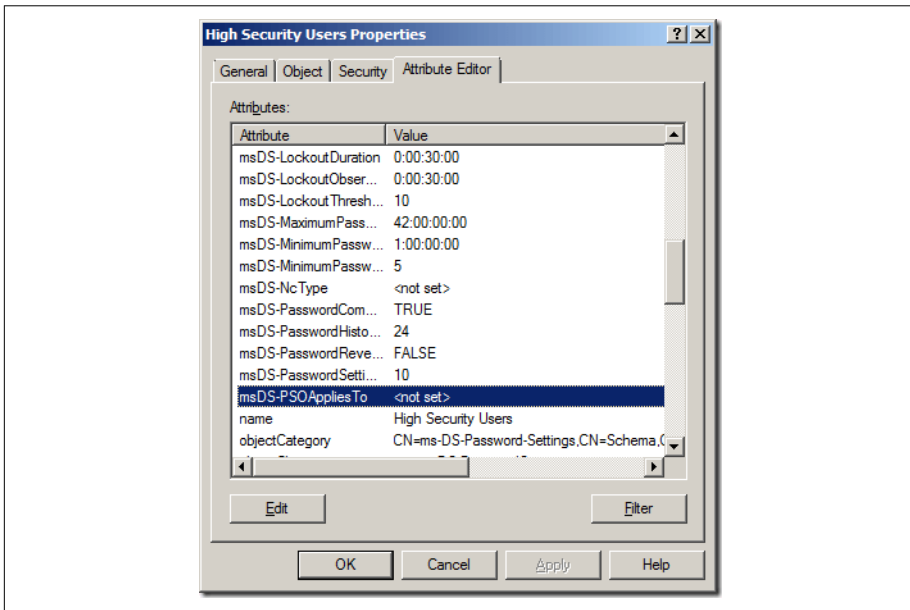 High Security Users Properties
General Object Security Attribute Editor
Attributes:
Attribute Value
msDS-LockoutDuration 0:00:30:00
msDS-LockoutObser... 0:00:30:00
msDS-LockoutThresh... 10
msDS-MaximumPass... 42:00:00:00
msDS-MinimumPassw... 1:00:00:00
msDS-MinimumPassw... 5
msDS-NcType <not set>
msDS-PasswordCom... TRUE
msDS-PasswordHisto... 24
msDS-PasswordReve... FALSE
msDS-PasswordSetti... 10
msDS-PSOAppliesTo <not set>
name High Security Users
objectCategory CN=ms-DS-Password-Settings,CN=Schema,
Edit Filter
OK Cancel Apply Help